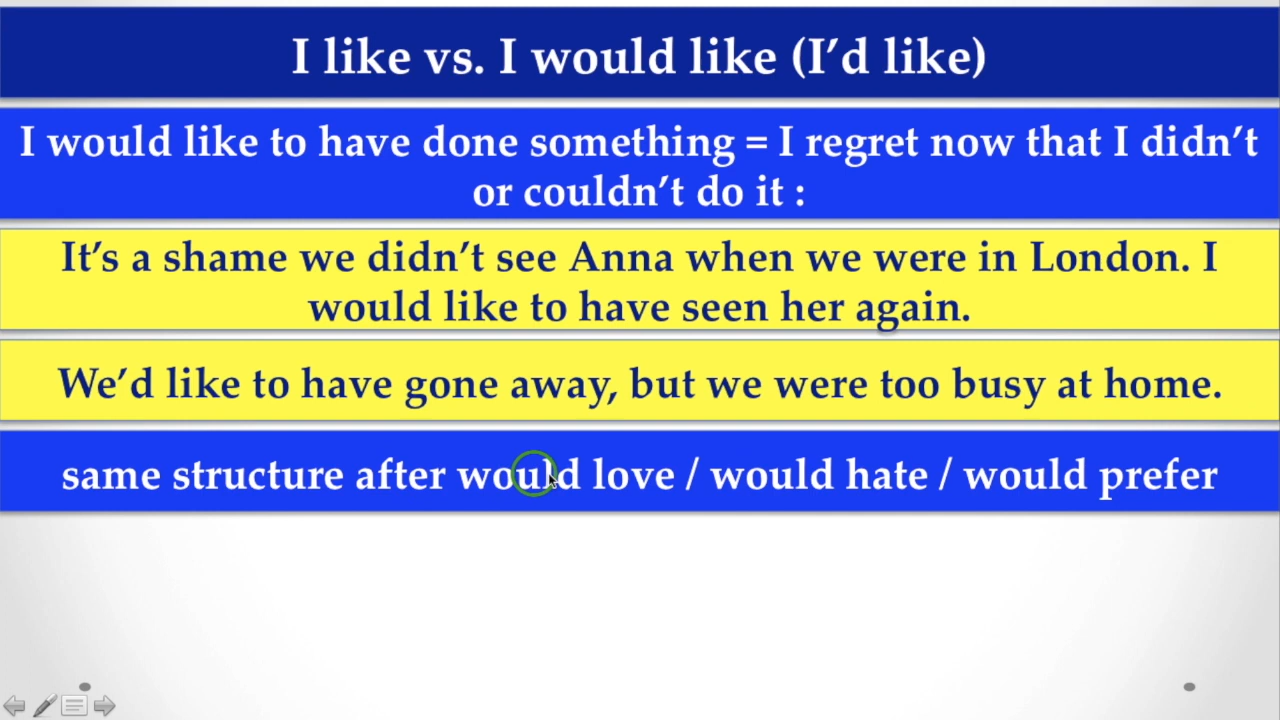 I like vs. I would like (I’d like)
I would like to have done something = I regret now that I didn’t
or couldn’t do it :
It’s a shame we didn’t see Anna when we were in London. I
would like to have seen her again.
We’d like to have gone away, but we were too busy at home.
same structure after would love / would hate / would prefer